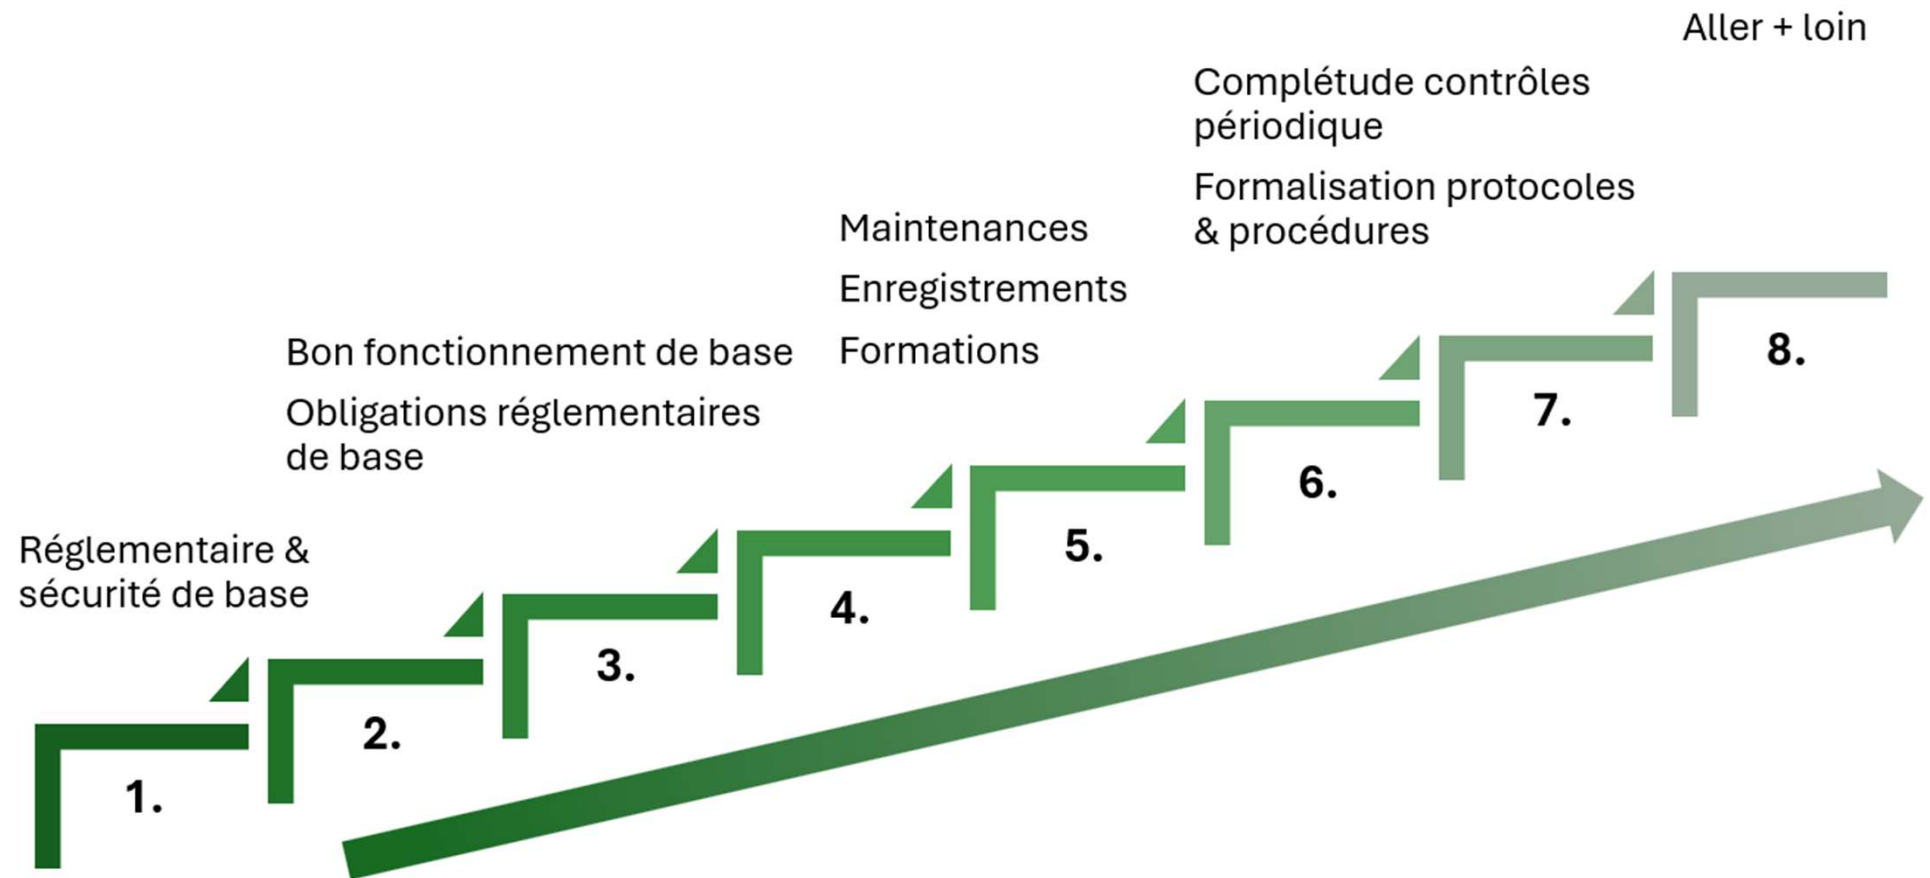 Aller + loin
Complétude contrôles
périodique
Formalisation protocoles
& procédures
Maintenances
Enregistrements
Formations
Bon fonctionnement de base
Obligations réglementaires
de base
Réglementaire &
sécurité de base
1.
2.
3.
4.
5.
6.
7.
8.